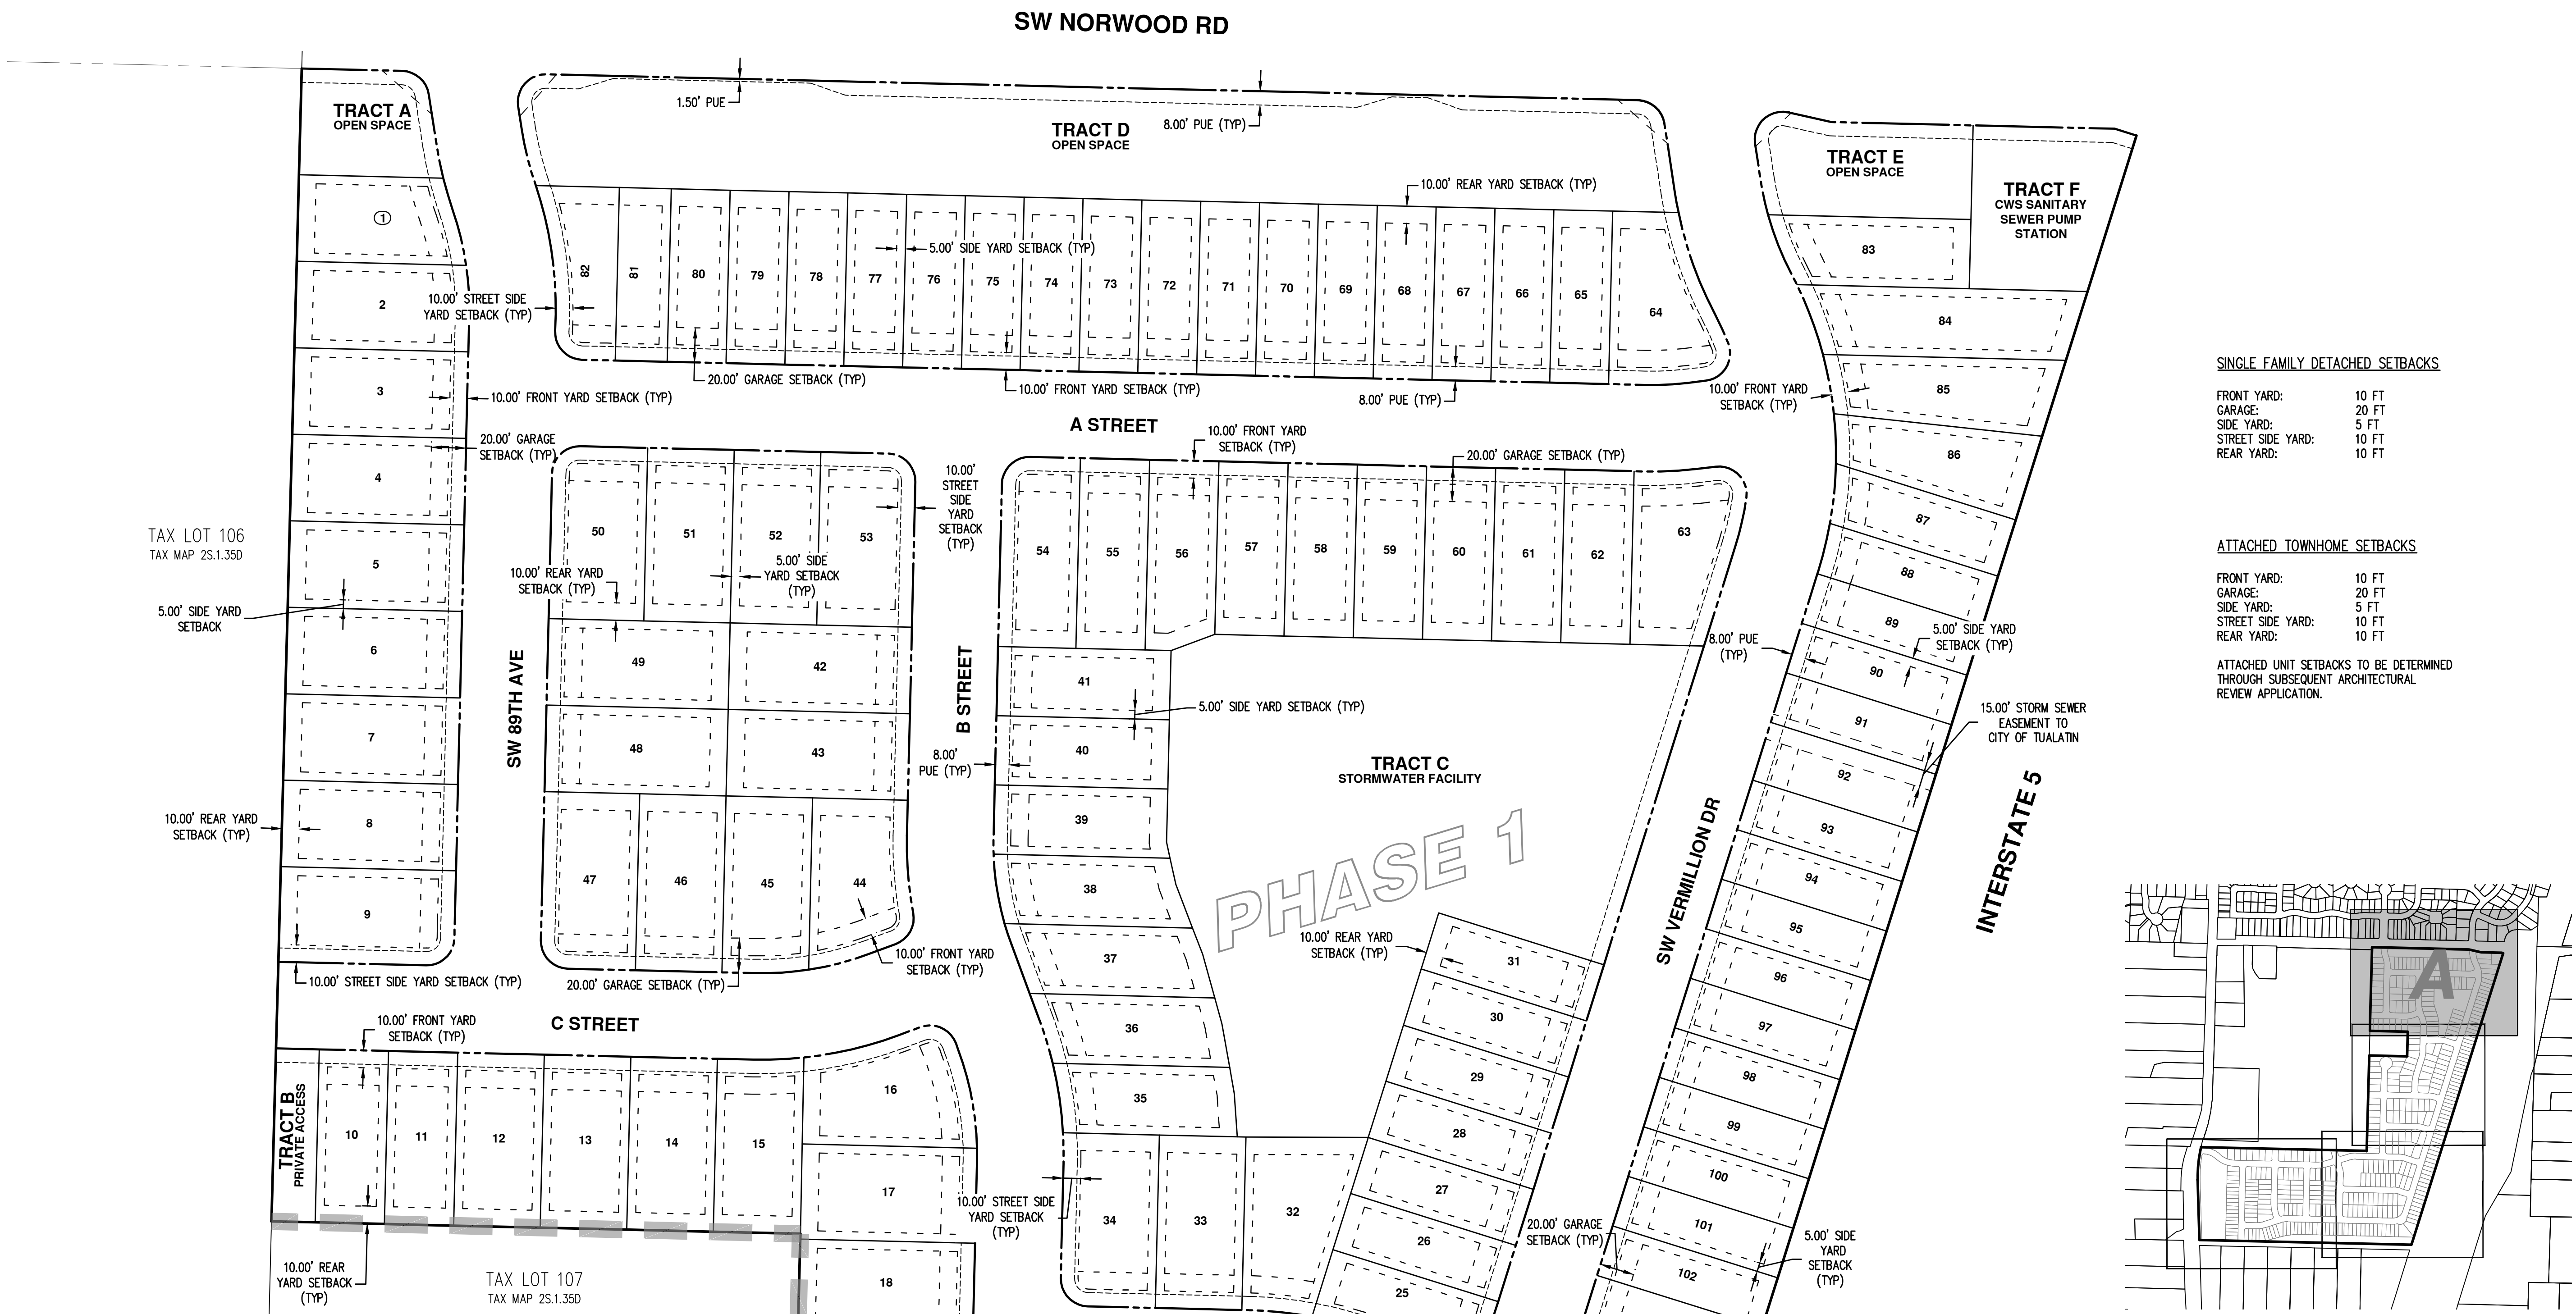 SW NORWOOD RD
TRACT A
OPEN SPACE
1.50' PUE
8.00' PUE (TYP)
TRACT D
OPEN SPACE
TRACT E
OPEN SPACE
TRACT F
CWS SANITARY
SEWER PUMP
STATION
10.00' REAR YARD SETBACK (TYP)
5.00' SIDE YARD SETBACK (TYP)
1
2
3
4
5
6
7
8
9
82
81
80
79
78
77
76
75
74
73
72
71
70
69
68
67
66
65
64
83
84
85
86
87
88
89
90
91
92
93
94
95
96
97
98
99
100
101
102
10.00' STREET SIDE
YARD SETBACK (TYP)
20.00' GARAGE SETBACK (TYP)
10.00' FRONT YARD SETBACK (TYP)
8.00' PUE (TYP)
10.00' FRONT YARD
SETBACK (TYP)
10.00' FRONT YARD SETBACK (TYP)
A STREET
20.00' GARAGE
SETBACK (TYP)
10.00' FRONT YARD
SETBACK (TYP)
20.00' GARAGE SETBACK (TYP)
10.00'
STREET
SIDE
YARD
SETBACK
(TYP)
SINGLE FAMILY DETACHED SETBACKS
FRONT YARD: 10 FT
GARAGE: 20 FT
SIDE YARD: 5 FT
STREET SIDE YARD: 10 FT
REAR YARD: 10 FT
ATTACHED TOWNHOME SETBACKS
FRONT YARD: 10 FT
GARAGE: 20 FT
SIDE YARD: 5 FT
STREET SIDE YARD: 10 FT
REAR YARD: 10 FT
ATTACHED UNIT SETBACKS TO BE DETERMINED
THROUGH SUBSEQUENT ARCHITECTURAL
REVIEW APPLICATION.
TAX LOT 106
TAX MAP 2S.1.35D
5.00' SIDE YARD
SETBACK
50
51
52
53
10.00' REAR YARD
SETBACK (TYP)
5.00' SIDE
YARD SETBACK
(TYP)
49
42
48
43
47
46
45
44
SW 89TH AVE
B STREET
54
55
56
57
58
59
60
61
62
63
41
40
39
38
37
36
35
34
33
32
5.00' SIDE YARD SETBACK (TYP)
8.00'
PUE (TYP)
8.00' PUE
(TYP)
5.00' SIDE YARD
SETBACK (TYP)
15.00' STORM SEWER
EASEMENT TO
CITY OF TUALATIN
TRACT C
STORMWATER FACILITY
PHASE 1
SW VERMILLION DR
INTERSTATE 5
10.00' REAR YARD
SETBACK (TYP)
10.00' REAR YARD
SETBACK (TYP)
31
30
29
28
27
26
25
10.00' FRONT YARD
SETBACK (TYP)
10.00' STREET SIDE YARD SETBACK (TYP)
20.00' GARAGE SETBACK (TYP)
10.00' FRONT YARD
SETBACK (TYP)
C STREET
TRACT B
PRIVATE ACCESS
10
11
12
13
14
15
16
17
18
10.00' STREET SIDE
YARD SETBACK
(TYP)
20.00' GARAGE
SETBACK (TYP)
5.00' SIDE
YARD
SETBACK
(TYP)
10.00' REAR
YARD SETBACK
(TYP)
TAX LOT 107
TAX MAP 2S.1.35D
A